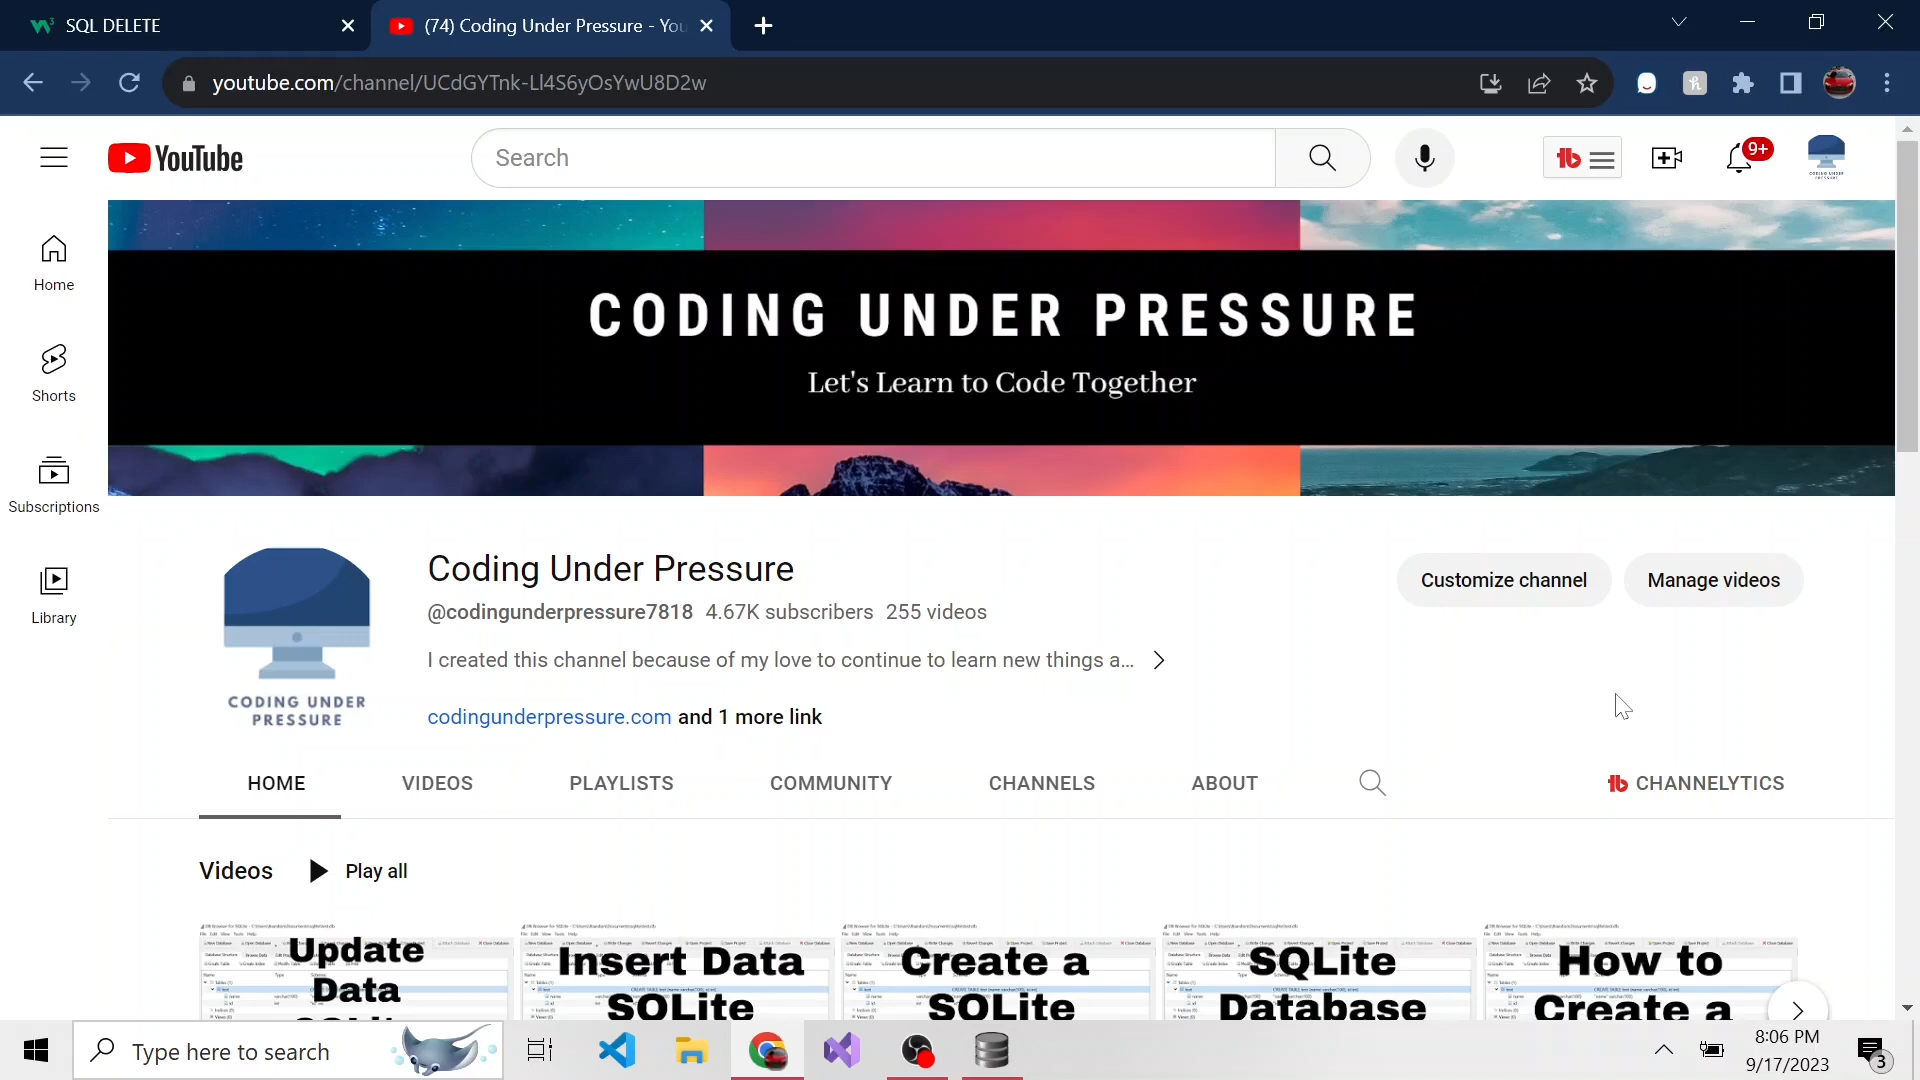 SQL DELETE
(74) Coding Under Pressure - You
youtube.com/channel/UCdGYTnk-Ll4S6yOsYwU8D2w
YouTube
Search
9+
CODING UNDER PRESSURE
Let's Learn to Code Together
Home
Shorts
Subscriptions
Library
CODING UNDER
PRESSURE
Coding Under Pressure
@codingunderpressure7818 4.67K subscribers 255 videos
I created this channel because of my love to continue to learn new things a...
codingunderpressure.com and 1 more link
Customize channel
Manage videos
HOME
VIDEOS
PLAYLISTS
COMMUNITY
CHANNELS
ABOUT
CHANNELYTICS
Videos
Play all
Update
Data
Insert Data
SQLite
Create a
SQLite
SQLite
Database
How to
Create a
Type here to search
8:06 PM
9/17/2023
3